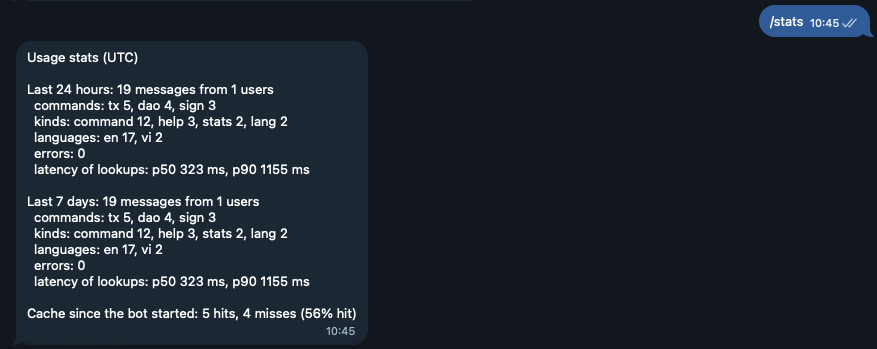 /stats 10:45
Usage stats (UTC)
Last 24 hours: 19 messages from 1 users
commands: tx 5, dao 4, sign 3
kinds: command 12, help 3, stats 2, lang 2
languages: en 17, vi 2
errors: 0
latency of lookups: p50 323 ms, p90 1155 ms
Last 7 days: 19 messages from 1 users
commands: tx 5, dao 4, sign 3
kinds: command 12, help 3, stats 2, lang 2
languages: en 17, vi 2
errors: 0
latency of lookups: p50 323 ms, p90 1155 ms
Cache since the bot started: 5 hits, 4 misses (56% hit)
10:45